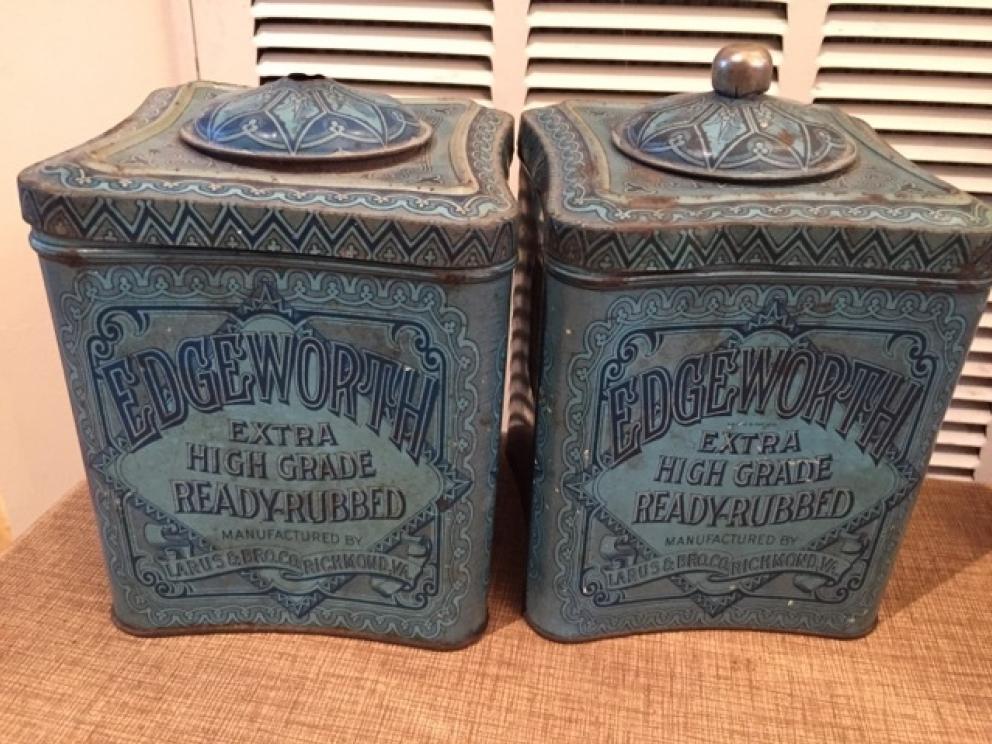 EDGEWORTH
EXTRA
HIGH GRADE
READY-RUBBED
MANUFACTURED BY
LARUS & BRO. CO. RICHMOND, VA.
EDGEWORTH
EXTRA
HIGH GRADE
READY-RUBBED
MANUFACTURED BY
LARUS & BRO. CO. RICHMOND, VA.